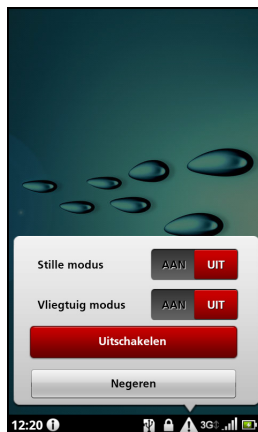 Stille modus AAN UIT
Vliegtuig modus AAN UIT
Uitschakelen
Negeren
12:20 3G